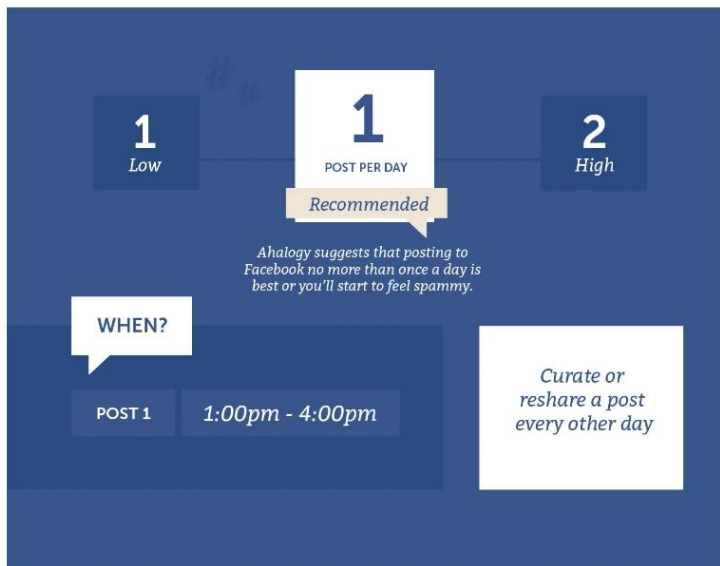 #
#
1
Low
1
POST PER DAY
Recommended
2
High
Ahalogy suggests that posting to
Facebook no more than once a day is
best or you'll start to feel spammy.
WHEN?
POST 1
1:00pm - 4:00pm
Curate or
reshare a post
every other day